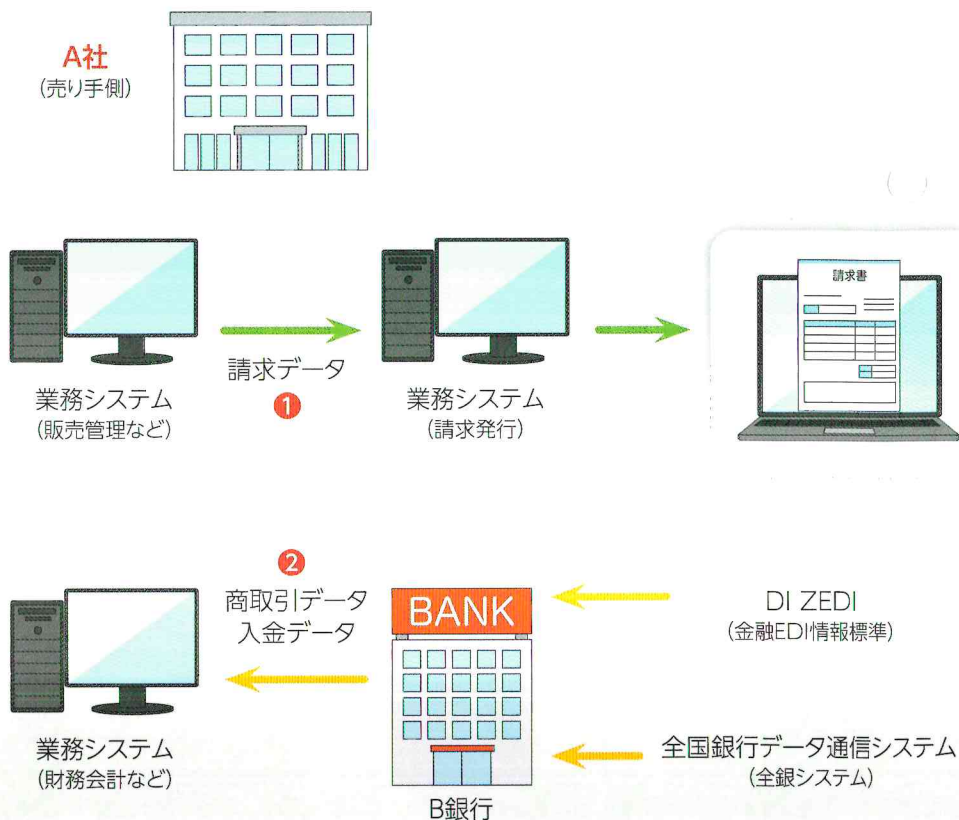 A社
(売り手側)
請求書
請求データ
❶
業務システム
(販売管理など)
業務システム
(請求発行)
❷
商取引データ
入金データ
BANK
DI ZEDI
(金融EDI情報標準)
業務システム
(財務会計など)
全国銀行データ通信システム
(全銀システム)
B銀行